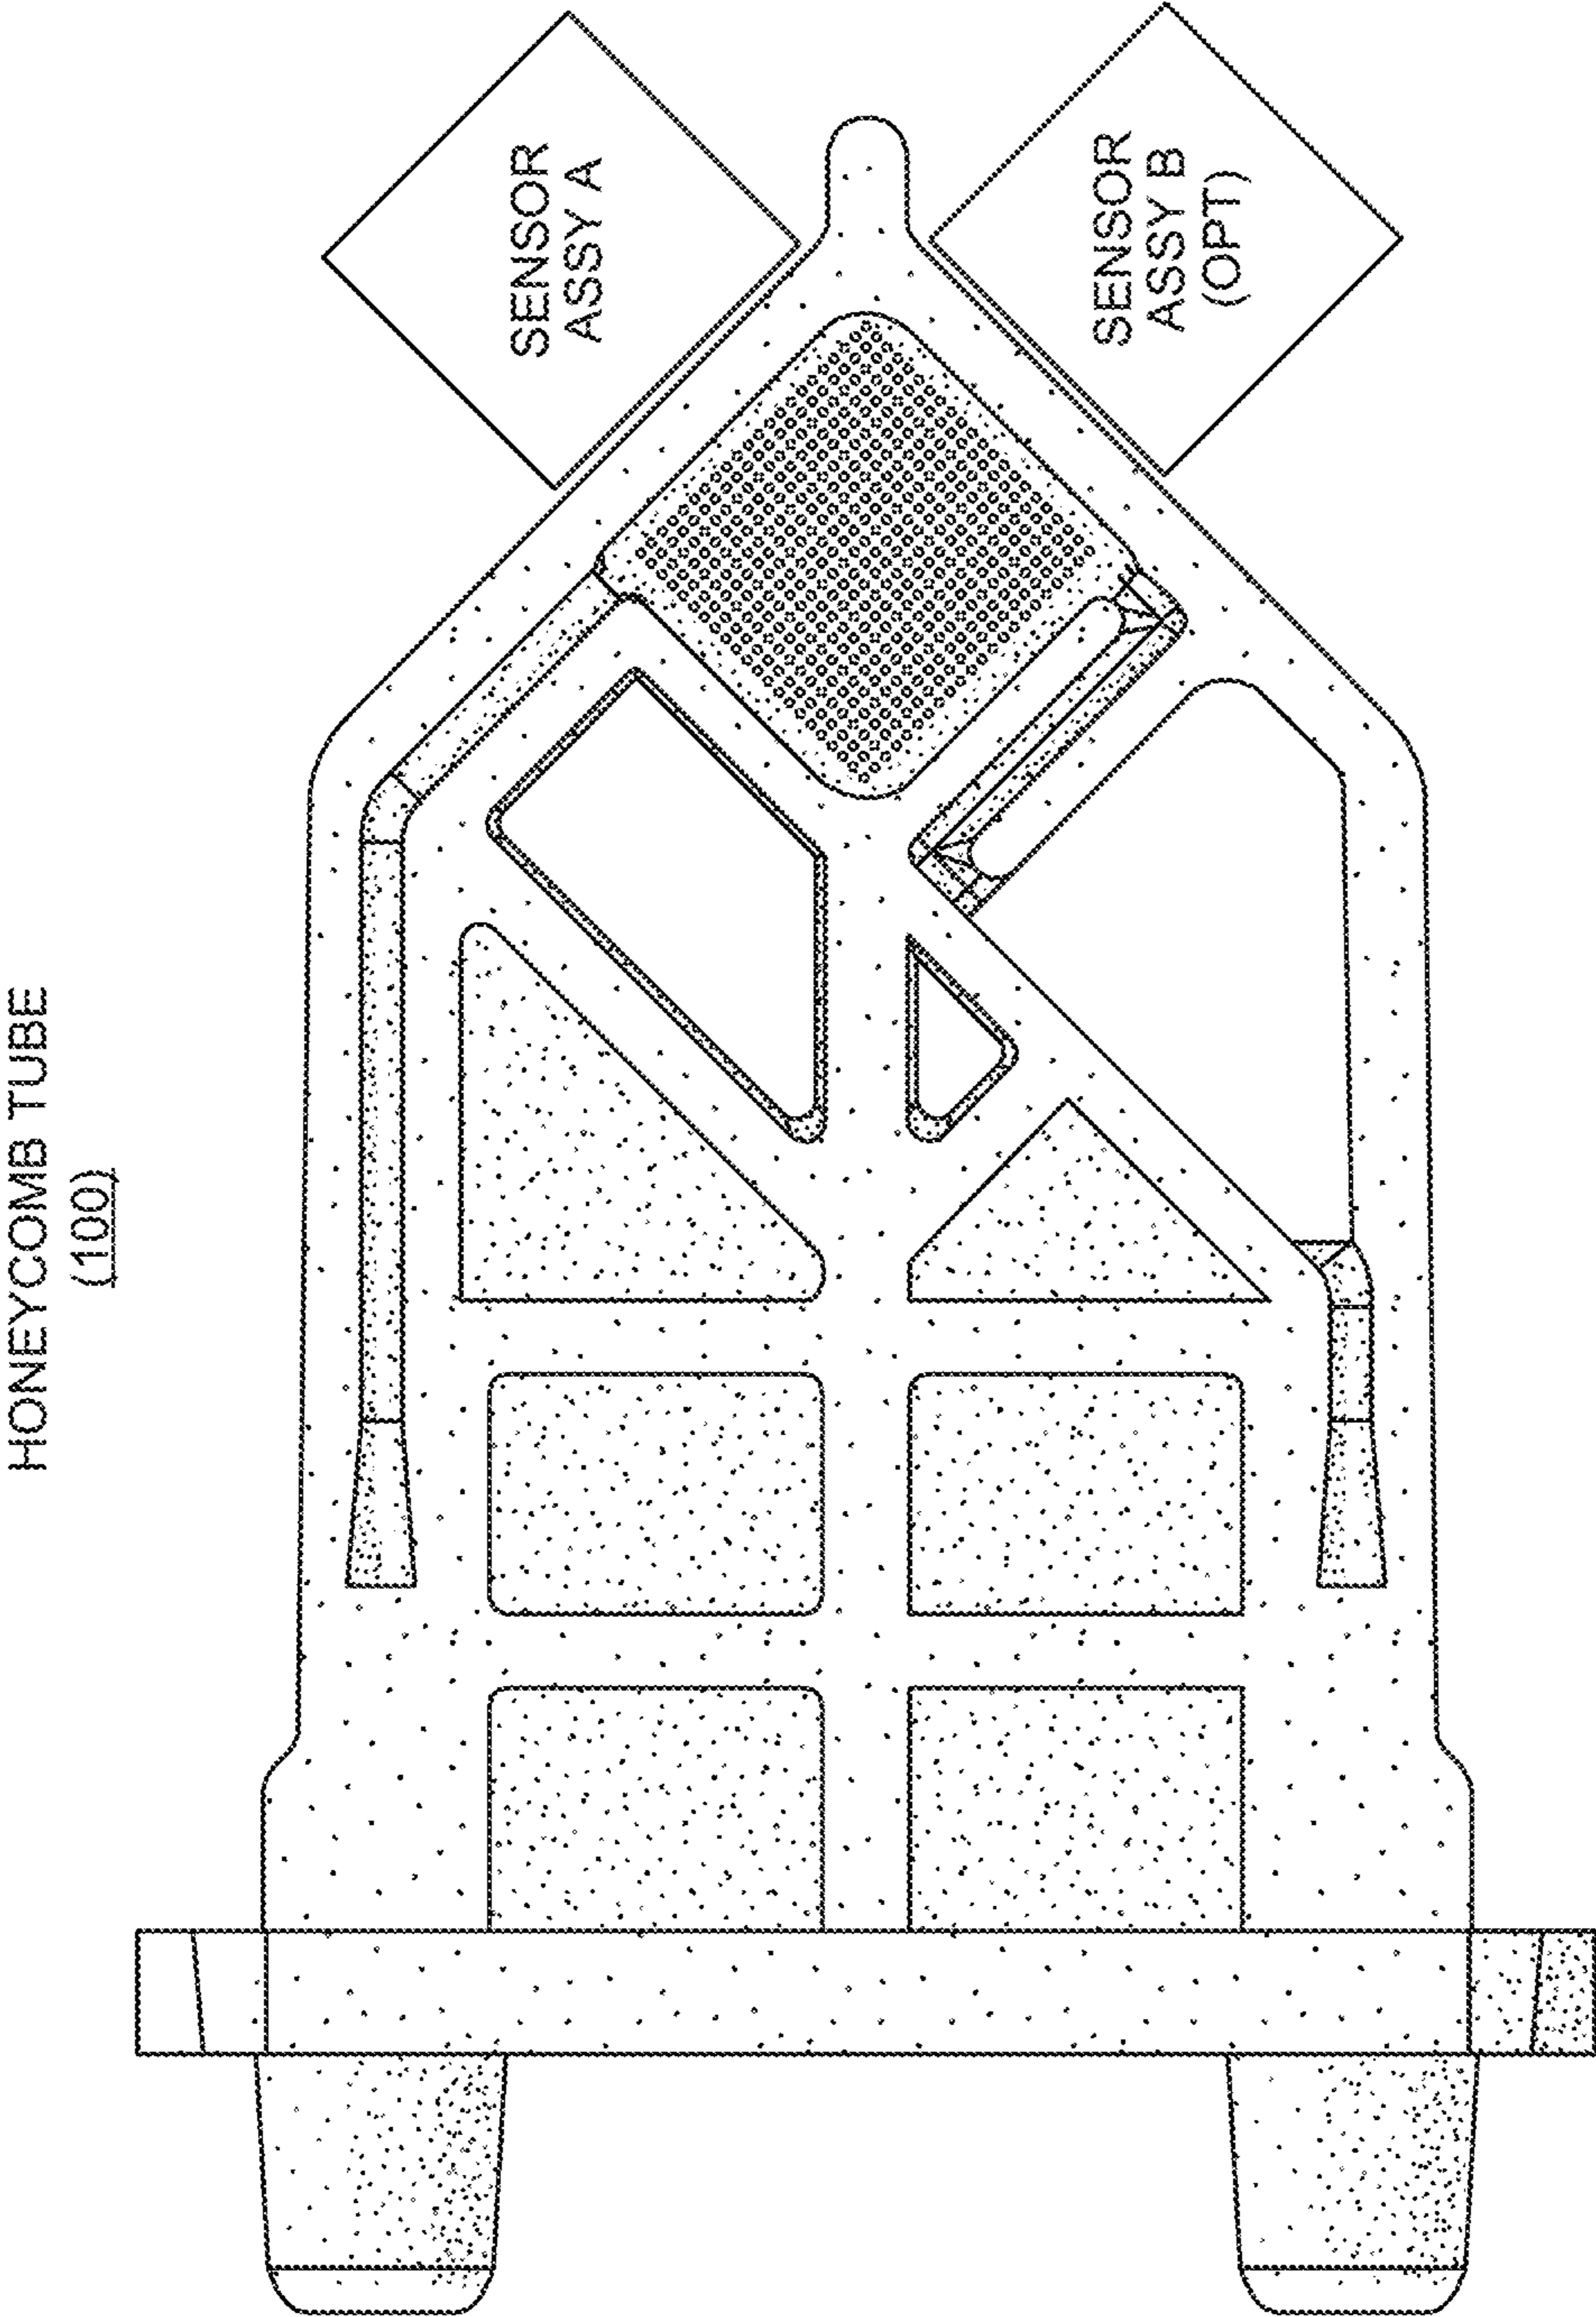 HONEYCOMB TUBE
(100)
SENSOR
ASSY A
SENSOR
ASSY B
(OPT)